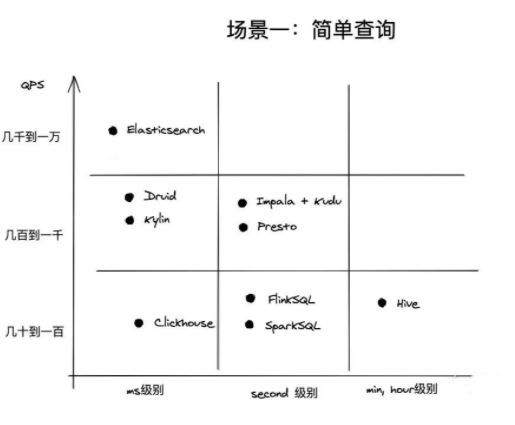 场景一：简单查询
QPS
几千到一万
Elasticsearch
Druid
Impala + Kudu
Kylin
Presto
几百到一千
FlinkSQL
Hive
Clickhouse
SparkSQL
几十到一百
ms级别
second 级别
min, hour级别